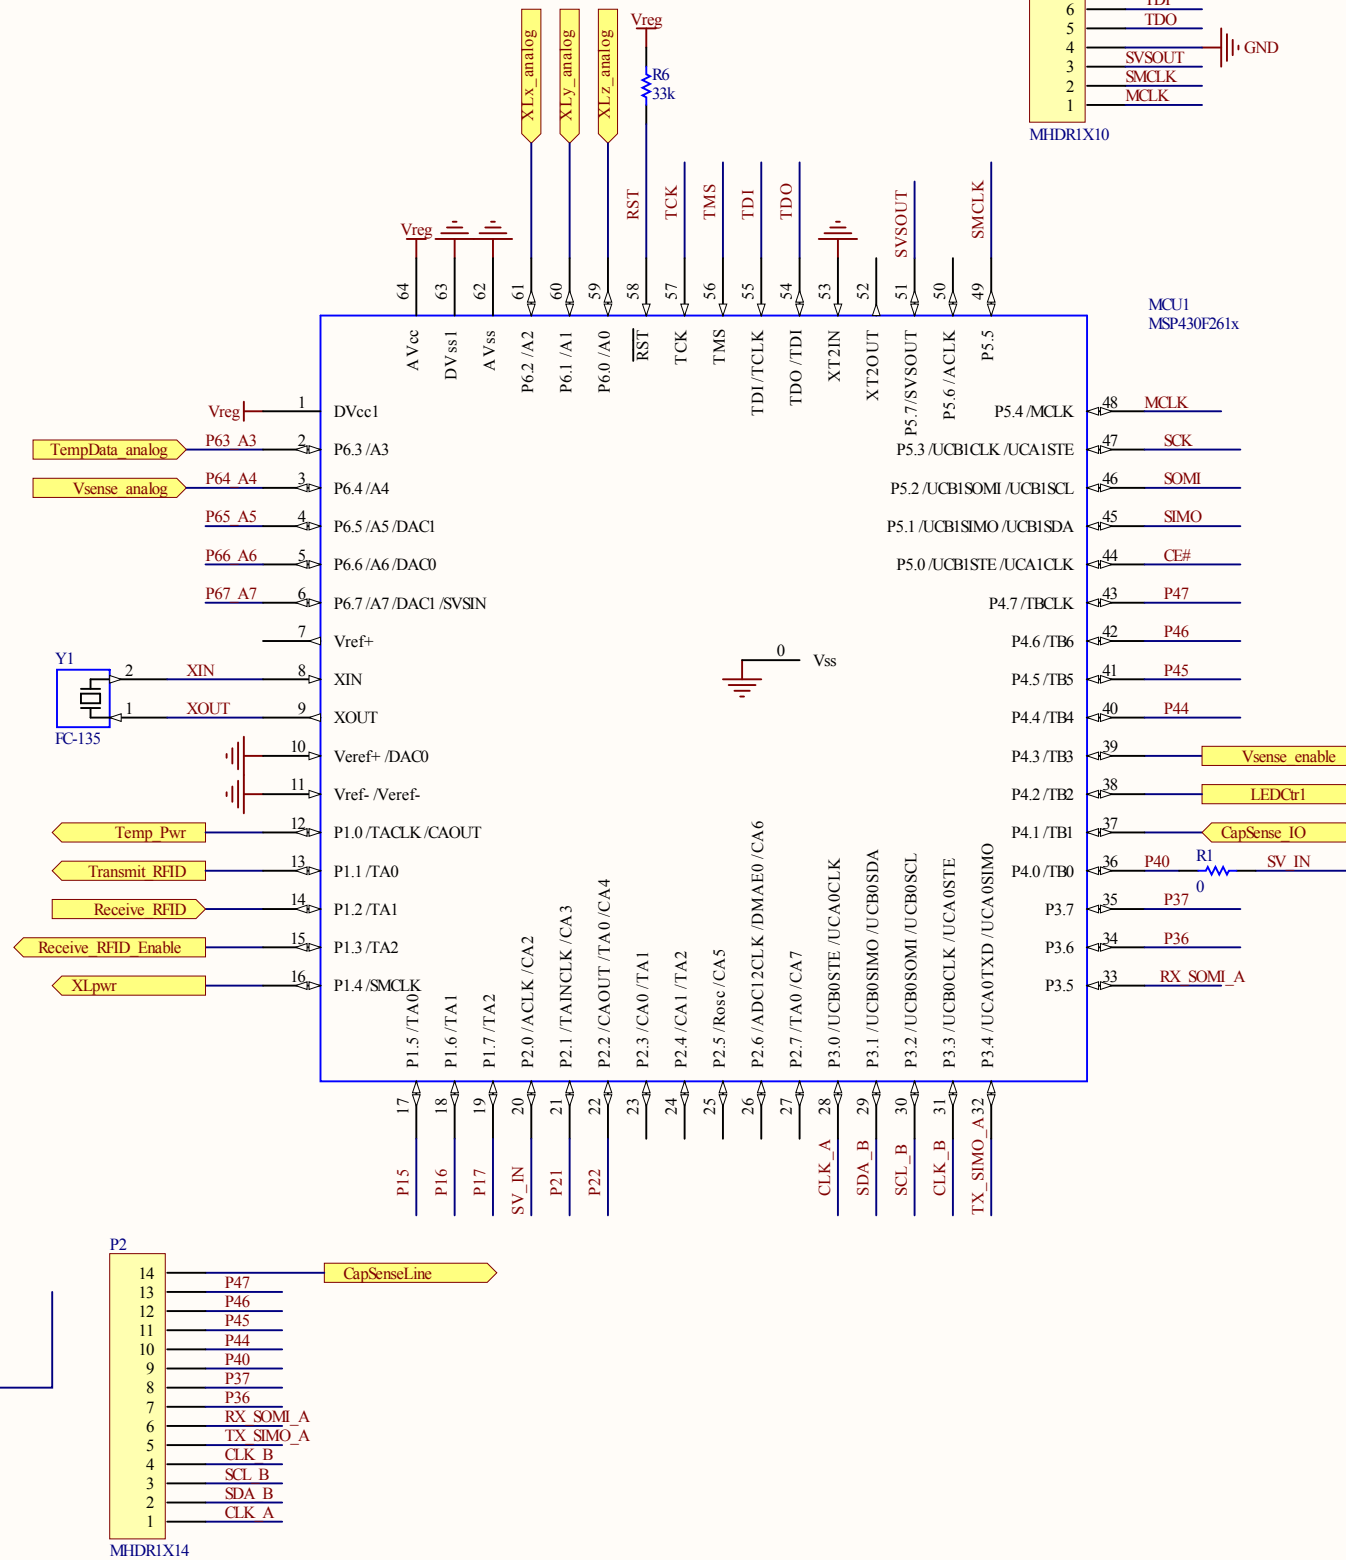 XLx_analog
XLy_analog
XLz_analog
Vreg
R6
33k
6 TDI
5 TDO
4 GND
3 SVSOUT
2 SMCLK
1 MCLK
MHDR1X10
RST
TCK
TMS
TDI
TDO
SVSOUT
SMCLK
Vreg
64
63
62
61
60
59
58
57
56
55
54
53
52
51
50
49
MCU1
MSP430F261x
AVcc
DVss1
AVss
P6.2 /A2
P6.1 /A1
P6.0 /A0
RST
TCK
TMS
TDI /TCLK
TDO /TDI
XT2IN
XT2OUT
P5.7/SVSOUT
P5.6 /ACLK
P5.5
Vreg 1 DVcc1
TempData_analog P63_A3 2 P6.3 /A3
Vsense_analog P64_A4 3 P6.4 /A4
P65_A5 4 P6.5 /A5 /DAC1
P66_A6 5 P6.6 /A6 /DAC0
P67_A7 6 P6.7 /A7 /DAC1 /SVSIN
7 Vref+
Y1
2 XIN 8 XIN
1 XOUT 9 XOUT
FC-135
10 Veref+ /DAC0
11 Vref- /Veref-
Temp_Pwr 12 P1.0 /TACLK /CAOUT
Transmit_RFID 13 P1.1 /TA0
Receive_RFID 14 P1.2 /TA1
Receive_RFID_Enable 15 P1.3 /TA2
XLpwr 16 P1.4 /SMCLK
0 Vss
P5.4 /MCLK 48 MCLK
P5.3 /UCB1CLK /UCA1STE 47 SCK
P5.2 /UCB1SOMI /UCB1SCL 46 SOMI
P5.1 /UCB1SIMO /UCB1SDA 45 SIMO
P5.0 /UCB1STE /UCA1CLK 44 CE#
P4.7 /TBCLK 43 P47
P4.6 /TB6 42 P46
P4.5 /TB5 41 P45
P4.4 /TB4 40 P44
P4.3 /TB3 39 Vsense_enable
P4.2 /TB2 38 LEDCtr1
P4.1 /TB1 37 CapSense_IO
P4.0 /TB0 36 P40 R1 SV_IN
0
P3.7 35 P37
P3.6 34 P36
P3.5 33 RX_SOMI_A
P1.5 /TA0
P1.6 /TA1
P1.7 /TA2
P2.0 /ACLK /CA2
P2.1 /TAINCLK /CA3
P2.2 /CAOUT /TA0 /CA4
P2.3 /CA0 /TA1
P2.4 /CA1 /TA2
P2.5 /Rosc /CA5
P2.6 /ADC12CLK /DMAE0 /CA6
P2.7 /TA0 /CA7
P3.0 /UCB0STE /UCA0CLK
P3.1 /UCB0SIMO /UCB0SDA
P3.2 /UCB0SOMI /UCB0SCL
P3.3 /UCB0CLK /UCA0STE
P3.4 /UCA0TXD /UCA0SIMO
17
18
19
20
21
22
23
24
25
26
27
28
29
30
31
32
P15
P16
P17
SV_IN
P21
P22
CLK_A
SDA_B
SCL_B
CLK_B
TX_SIMO_A
P2
14 CapSenseLine
13 P47
12 P46
11 P45
10 P44
9 P40
8 P37
7 P36
6 RX_SOMI_A
5 TX_SIMO_A
4 CLK_B
3 SCL_B
2 SDA_B
1 CLK_A
MHDR1X14